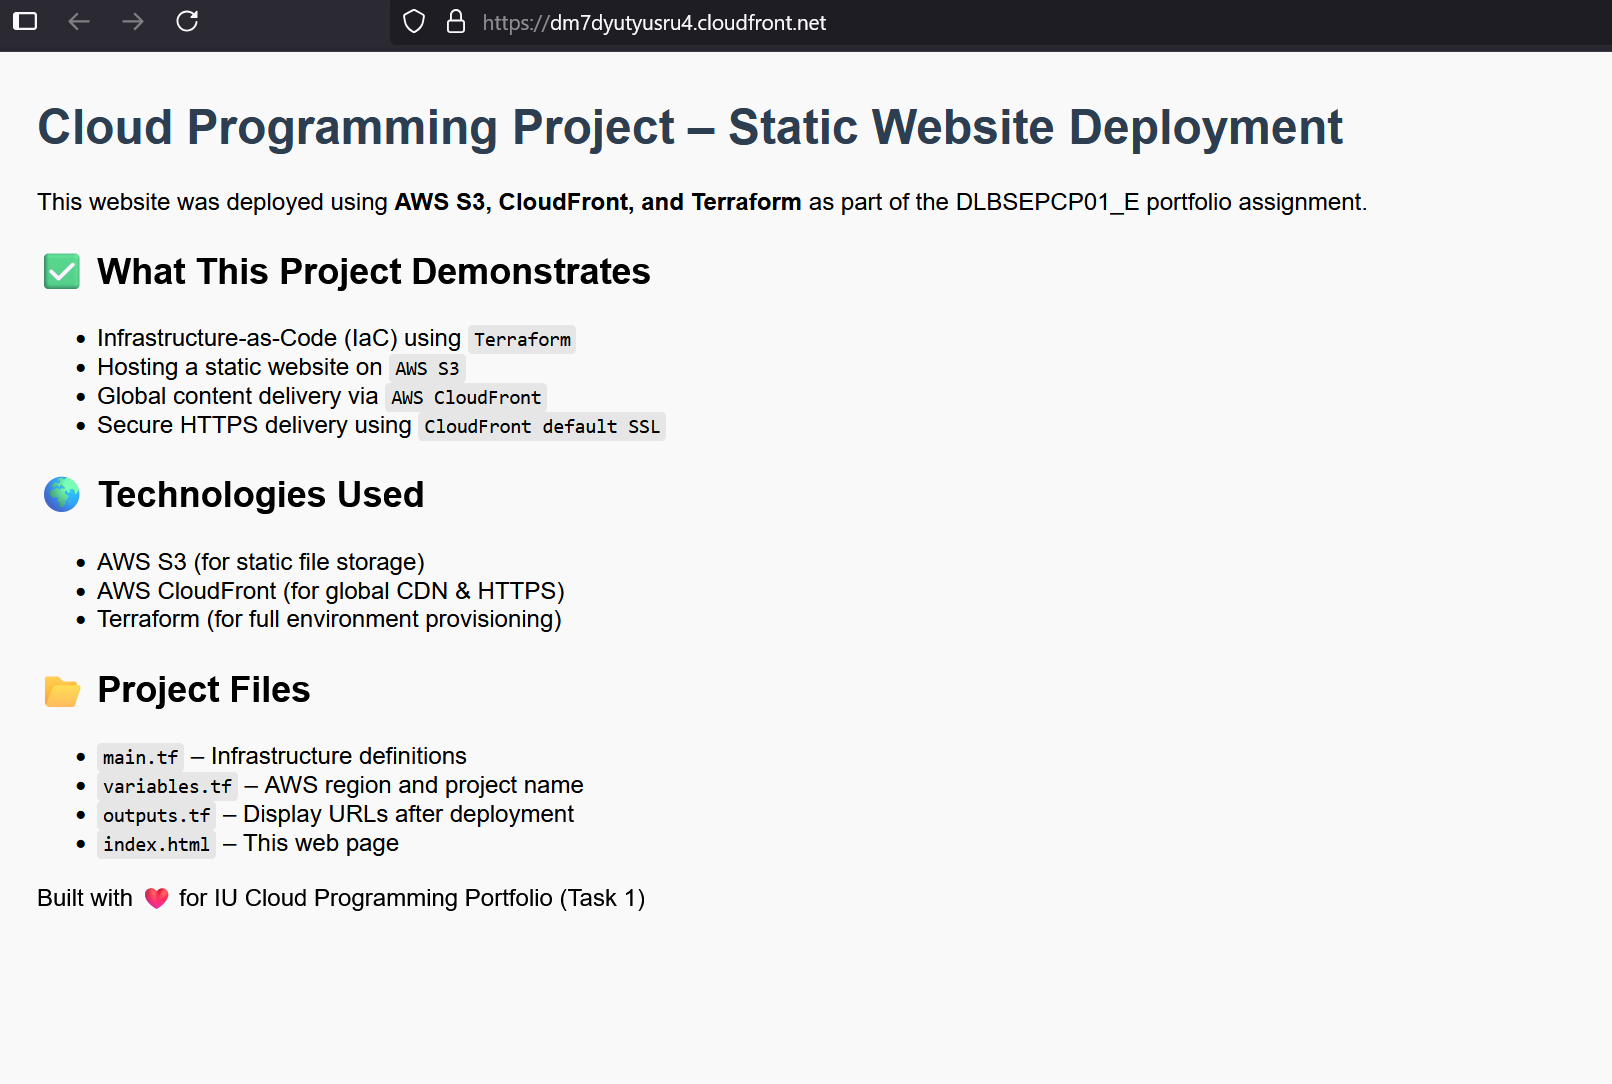 https://dm7dyutyusru4.cloudfront.net
Cloud Programming Project – Static Website Deployment
This website was deployed using AWS S3, CloudFront, and Terraform as part of the DLBSEPCP01_E portfolio assignment.
✅ What This Project Demonstrates
• Infrastructure-as-Code (IaC) using Terraform
• Hosting a static website on AWS S3
• Global content delivery via AWS CloudFront
• Secure HTTPS delivery using CloudFront default SSL
🌍 Technologies Used
• AWS S3 (for static file storage)
• AWS CloudFront (for global CDN & HTTPS)
• Terraform (for full environment provisioning)
📂 Project Files
• main.tf – Infrastructure definitions
• variables.tf – AWS region and project name
• outputs.tf – Display URLs after deployment
• index.html – This web page
Built with ❤️ for IU Cloud Programming Portfolio (Task 1)